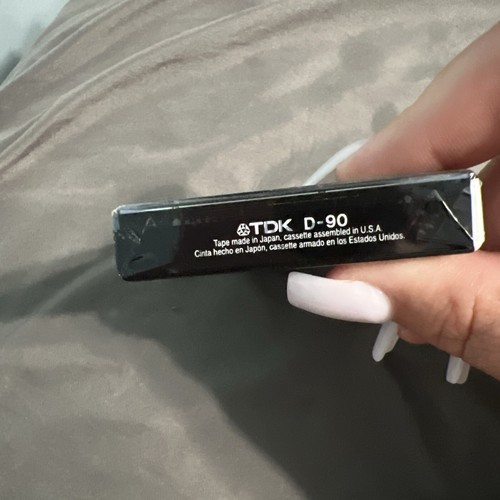 TDK D-90
Tape made in Japan, cassette assembled in U.S.A.
Cinta hecho en Japón, cassette armado en los Estados Unidos.